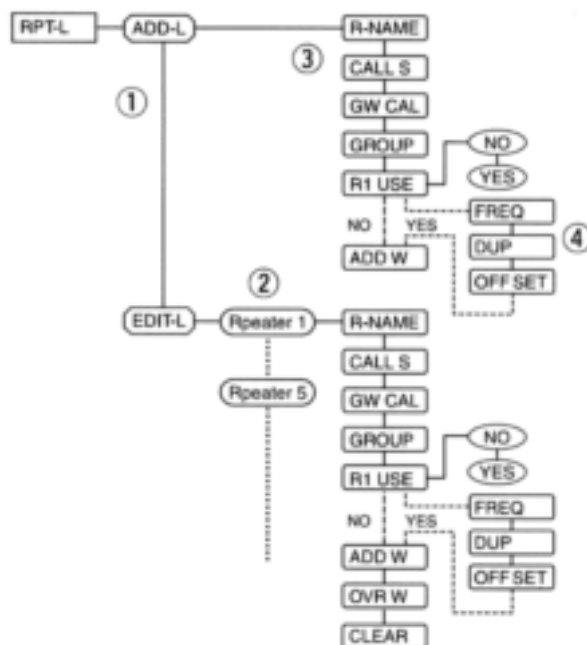 RPT-L ADD-L R-NAME
③ CALL S
①
GW CAL
GROUP NO
R1 USE YES
FREQ
NO YES
DUP ④
ADD W
OFF SET
②
EDIT-L Rpeater 1 R-NAME
CALL S
Rpeater 5
GW CAL
GROUP NO
R1 USE YES
FREQ
NO YES
DUP
ADD W
OFF SET
OVR W
CLEAR